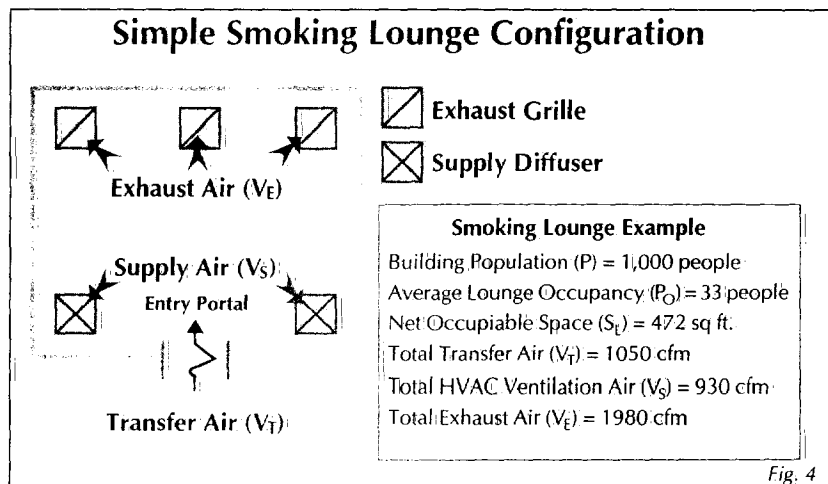 Simple Smoking Lounge Configuration
Exhaust Grille
Supply Diffuser
Exhaust Air (VE)
Supply Air (VS)
Entry Portal
Transfer Air (VT)
Smoking Lounge Example
Building Population (P) = 1,000 people
Average Lounge Occupancy (PO) = 33 people
Net Occupiable Space (SL) = 472 sq ft.
Total Transfer Air (VT) = 1050 cfm
Total HVAC Ventilation Air (VS) = 930 cfm
Total Exhaust Air (VE) = 1980 cfm
Fig. 4